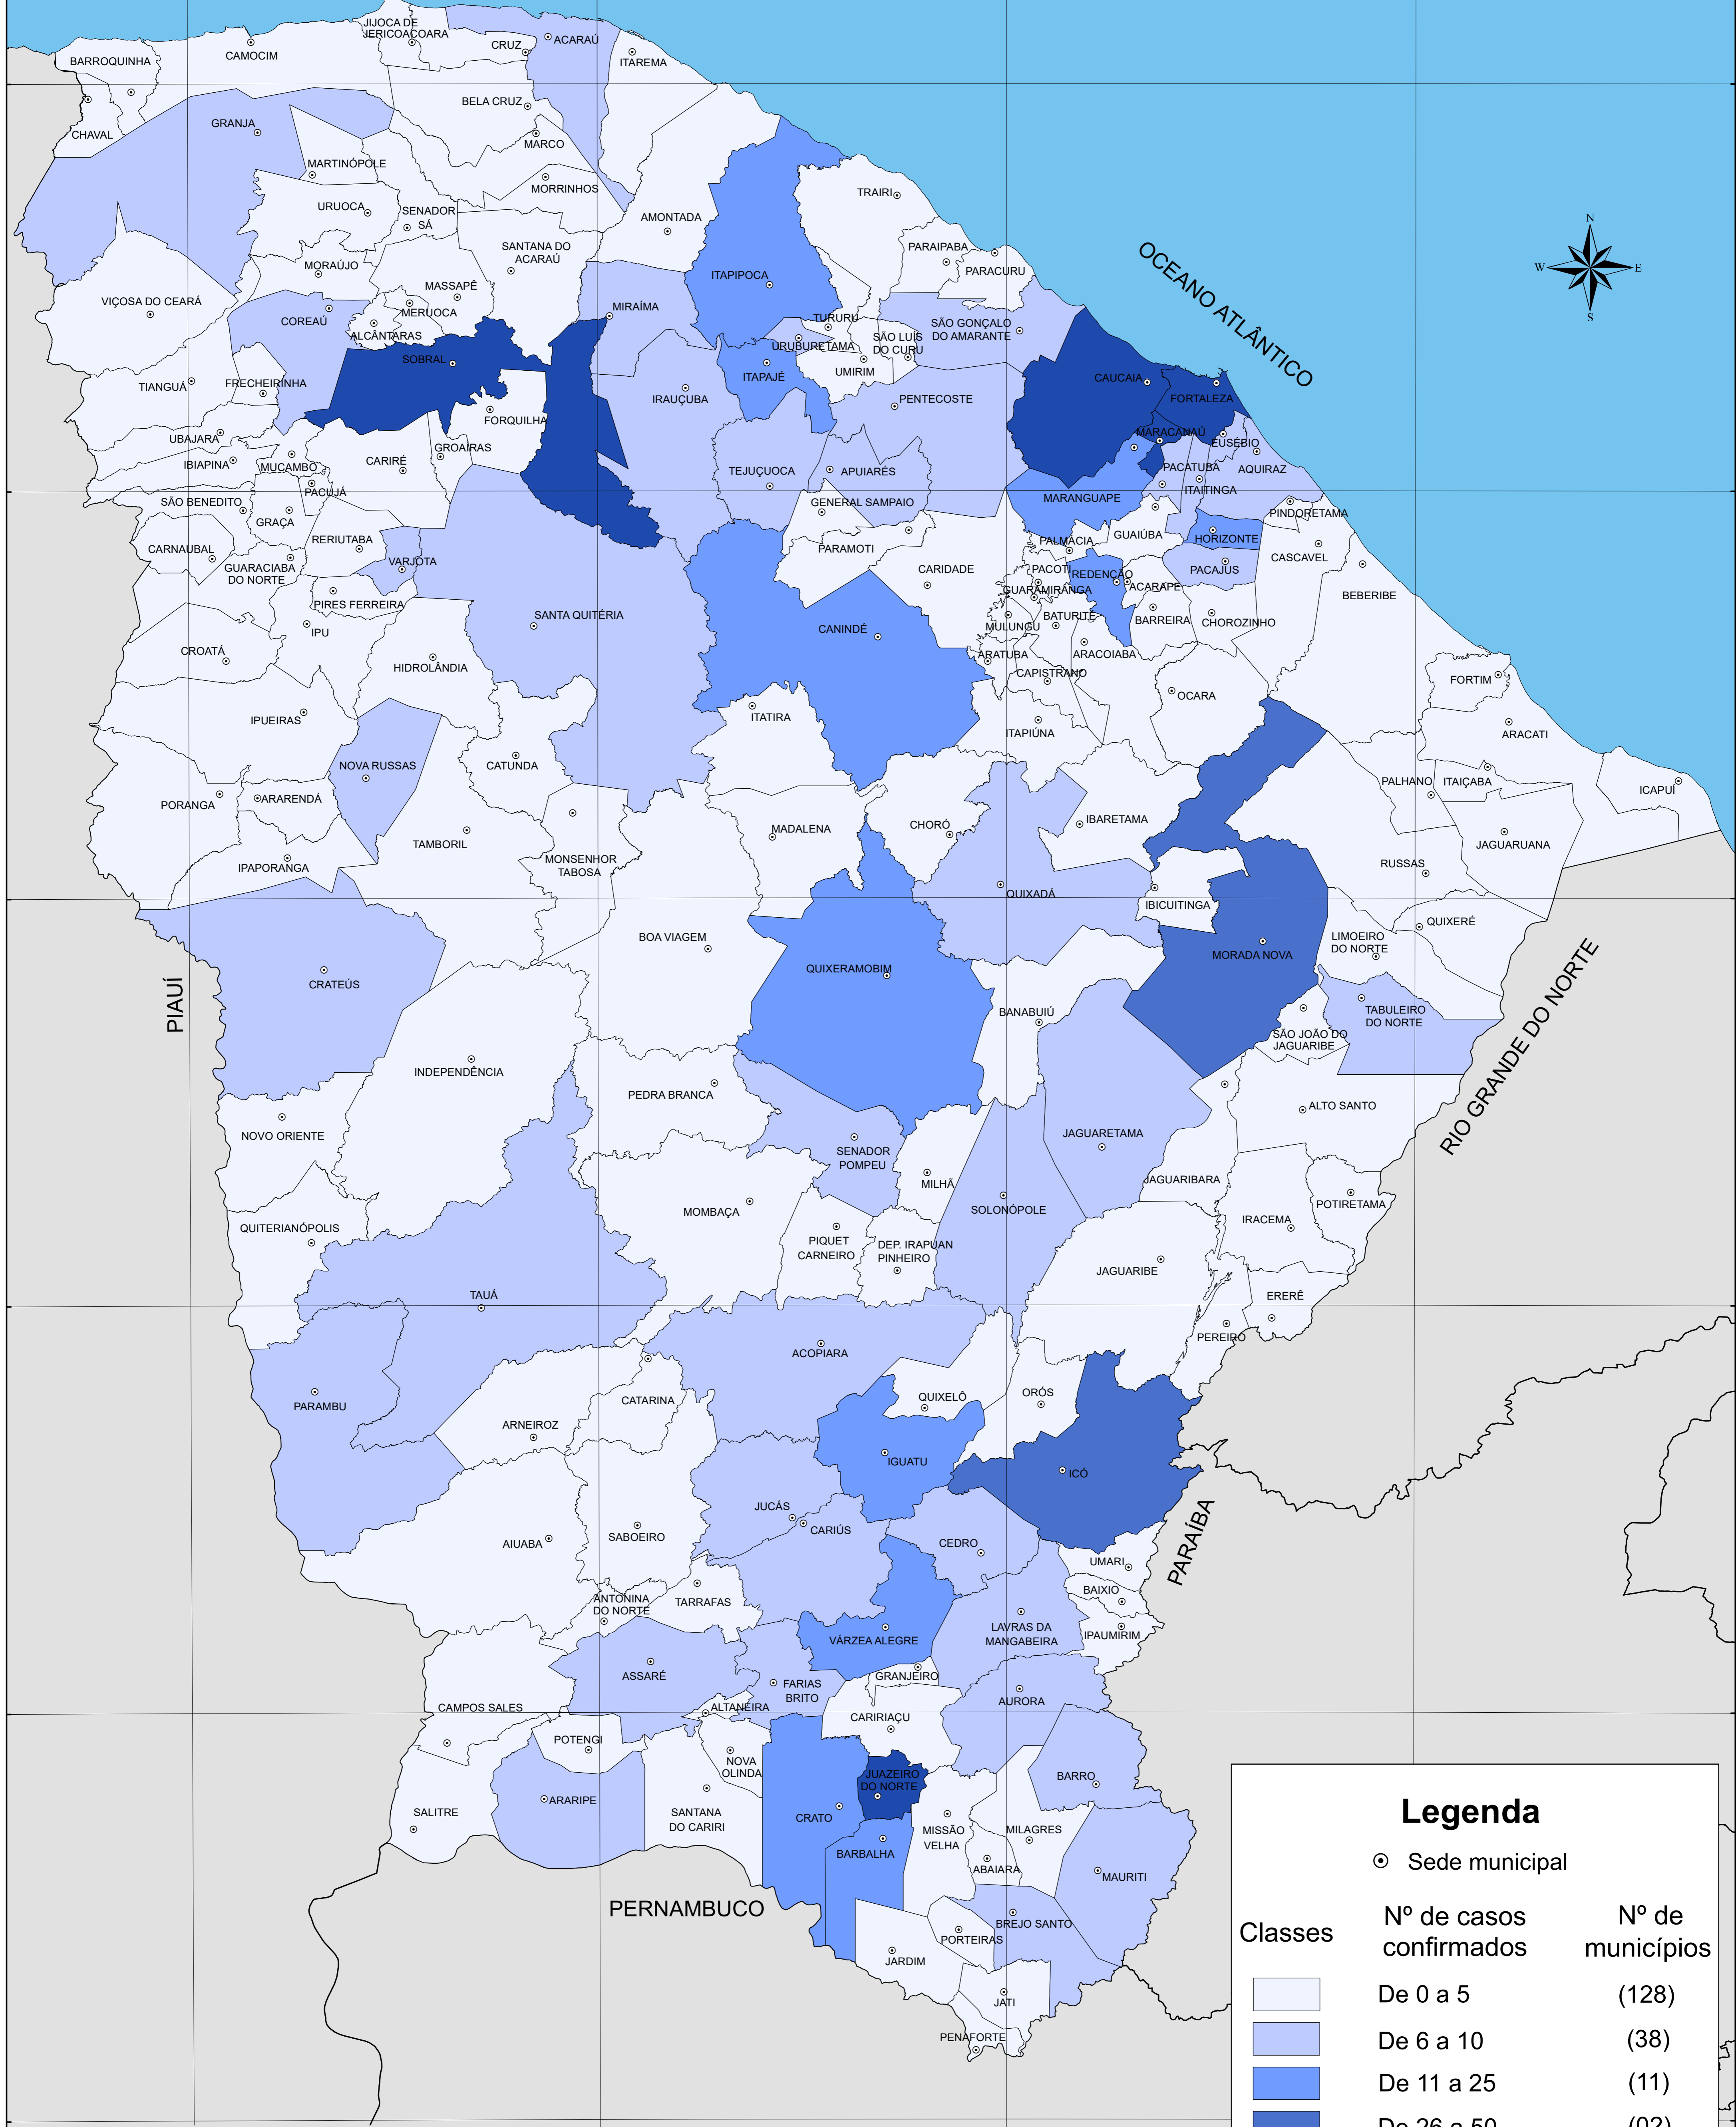 JIJOCA DE
JERICOACOARA
CRUZ
ACARAÚ
BARROQUINHA
CAMOCIM
ITAREMA
CHAVAL
GRANJA
BELA CRUZ
MARCO
MARTINÓPOLE
MORRINHOS
TRAIRI
URUOCA
SENADOR
SÁ
AMONTADA
N
W
E
S
SANTANA DO
ACARAÚ
PARAIPABA
PARACURU
OCEANO ATLÂNTICO
MORAÚJO
ITAPIPOCA
MASSAPÊ
VIÇOSA DO CEARÁ
MERUOCA
MIRAÍMA
COREAÚ
ALCÂNTARAS
TURURU
URUBURETAMA
SÃO LUÍS
DO CURU
SÃO GONÇALO
DO AMARANTE
SOBRAL
UMIRIM
TIANGUÁ
FRECHEIRINHA
ITAPAJÉ
CAUCAIA
IRAUÇUBA
PENTECOSTE
FORTALEZA
FORQUILHA
UBAJARA
MARACANAÚ
EUSÉBIO
IBIAPINA
MUCAMBO
CARIRÉ
GROAÍRAS
TEJUÇUOCA
APUIARÉS
PACATUBA
AQUIRAZ
PACUJÁ
ITAITINGA
SÃO BENEDITO
GENERAL SAMPAIO
MARANGUAPE
PINDORETAMA
GRAÇA
RERIUTABA
CARNAUBAL
PARAMOTI
PALMÁCIA
GUAIÚBA
HORIZONTE
CASCAVEL
GUARACIABA
DO NORTE
VARJOTA
CARIDADE
PACOTI
REDENÇÃO
PACAJUS
GUARAMIRANGA
ACARAPE
BEBERIBE
PIRES FERREIRA
SANTA QUITÉRIA
BATURITÉ
MULUNGU
BARREIRA
CHOROZINHO
IPU
CANINDÉ
CROATÁ
HIDROLÂNDIA
ARATUBA
ARACOIABA
CAPISTRANO
FORTIM
OCARA
IPUEIRAS
ITATIRA
ITAPIÚNA
ARACATI
NOVA RUSSAS
CATUNDA
PALHANO
ITAIÇABA
ICAPUÍ
PORANGA
ARARENDÁ
MADALENA
CHORÓ
IBARETAMA
TAMBORIL
JAGUARUANA
IPAPORANGA
MONSENHOR
TABOSA
RUSSAS
QUIXADÁ
IBICUITINGA
QUIXERÉ
BOA VIAGEM
LIMOEIRO
DO NORTE
MORADA NOVA
QUIXERAMOBIM
CRATEÚS
PIAUÍ
BANABUIÚ
TABULEIRO
DO NORTE
SÃO JOÃO DO
JAGUARIBE
RIO GRANDE DO NORTE
INDEPENDÊNCIA
PEDRA BRANCA
ALTO SANTO
NOVO ORIENTE
JAGUARETAMA
SENADOR
POMPEU
MILHÃ
JAGUARIBARA
POTIRETAMA
MOMBAÇA
SOLONÓPOLE
IRACEMA
QUITERIANÓPOLIS
PIQUET
CARNEIRO
DEP. IRAPUAN
PINHEIRO
JAGUARIBE
TAUÁ
ERERÊ
PEREIRO
ACOPIARA
PARAMBU
CATARINA
QUIXELÔ
ORÓS
ARNEIROZ
IGUATU
ICÓ
JUCÁS
CARIÚS
PARAÍBA
AIUABA
SABOEIRO
CEDRO
UMARI
BAIXIO
ANTONINA
DO NORTE
TARRAFAS
LAVRAS DA
MANGABEIRA
IPAUMIRIM
VÁRZEA ALEGRE
ASSARÉ
GRANJEIRO
FARIAS
BRITO
AURORA
CAMPOS SALES
ALTANEIRA
CARIRIAÇU
POTENGI
NOVA
OLINDA
JUAZEIRO
DO NORTE
BARRO
ARARIPE
SALITRE
SANTANA
DO CARIRI
CRATO
MISSÃO
VELHA
MILAGRES
BARBALHA
ABAIARA
MAURITI
PERNAMBUCO
BREJO SANTO
PORTEIRAS
JARDIM
JATI
PENAFORTE
Legenda
Sede municipal
Classes
Nº de casos
confirmados
Nº de
municípios
De 0 a 5 (128)
De 6 a 10 (38)
De 11 a 25 (11)
De 26 a 50 (02)